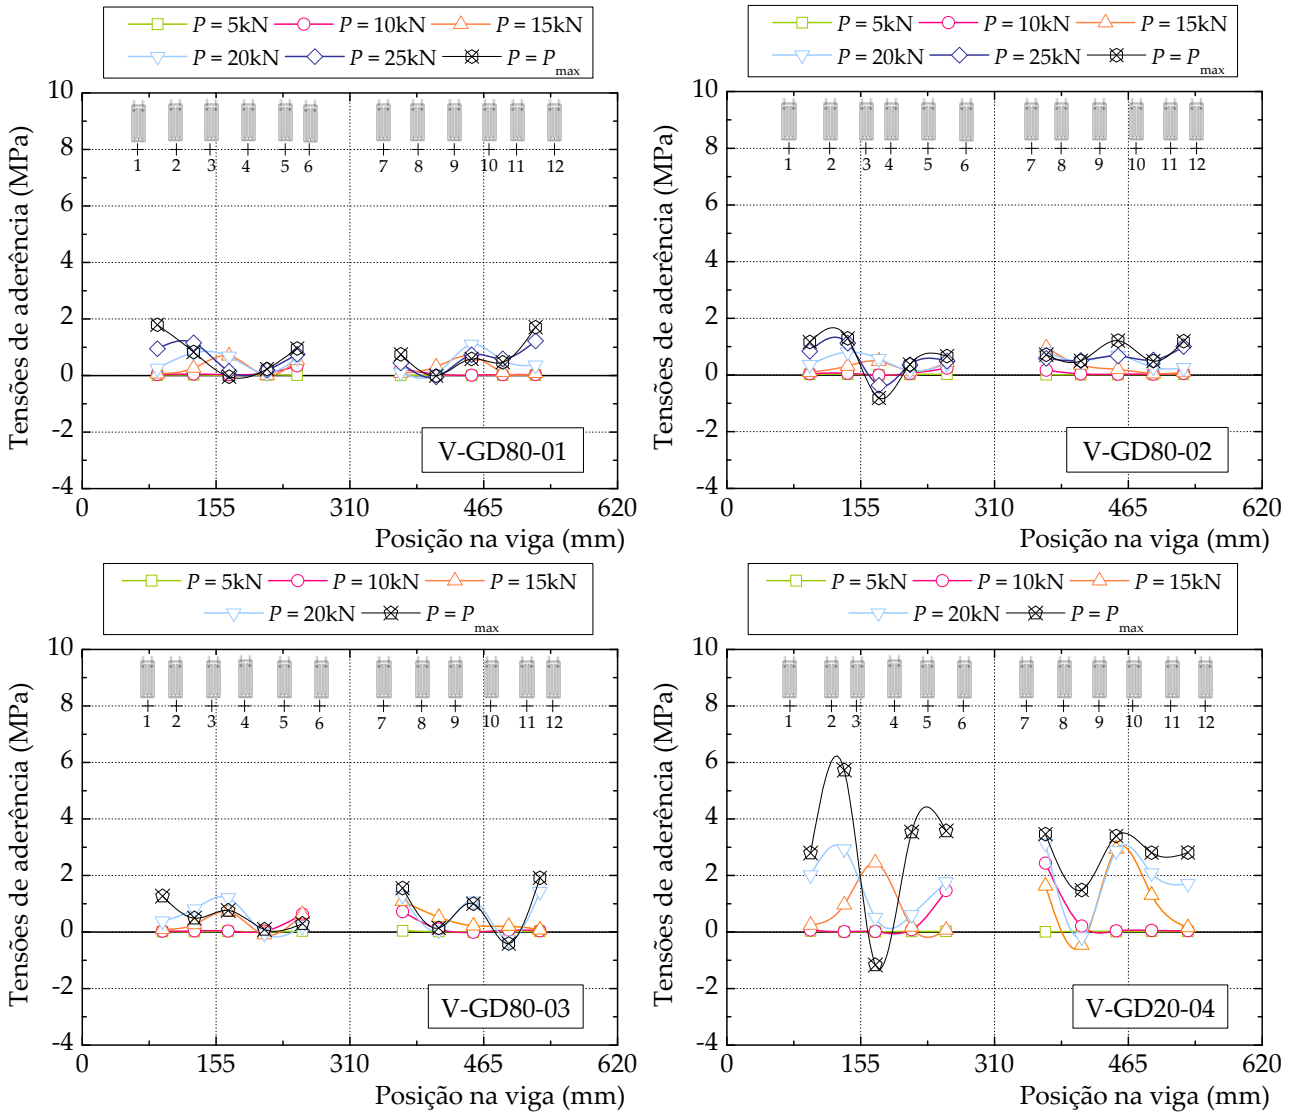 P = 5kN P = 10kN P = 15kN
P = 20kN P = 25kN P = Pmax
10
8
6
4
2
0
-2
-4
Tensões de aderência (MPa)
1 2 3 4 5 6 7 8 9 10 11 12
V-GD80-01
0 155 310 465 620
Posição na viga (mm)
P = 5kN P = 10kN P = 15kN
P = 20kN P = 25kN P = Pmax
10
8
6
4
2
0
-2
-4
Tensões de aderência (MPa)
1 2 3 4 5 6 7 8 9 10 11 12
V-GD80-02
0 155 310 465 620
Posição na viga (mm)
P = 5kN P = 10kN P = 15kN
P = 20kN P = Pmax
10
8
6
4
2
0
-2
-4
Tensões de aderência (MPa)
1 2 3 4 5 6 7 8 9 10 11 12
V-GD80-03
0 155 310 465 620
Posição na viga (mm)
P = 5kN P = 10kN P = 15kN
P = 20kN P = Pmax
10
8
6
4
2
0
-2
-4
Tensões de aderência (MPa)
1 2 3 4 5 6 7 8 9 10 11 12
V-GD20-04
0 155 310 465 620
Posição na viga (mm)